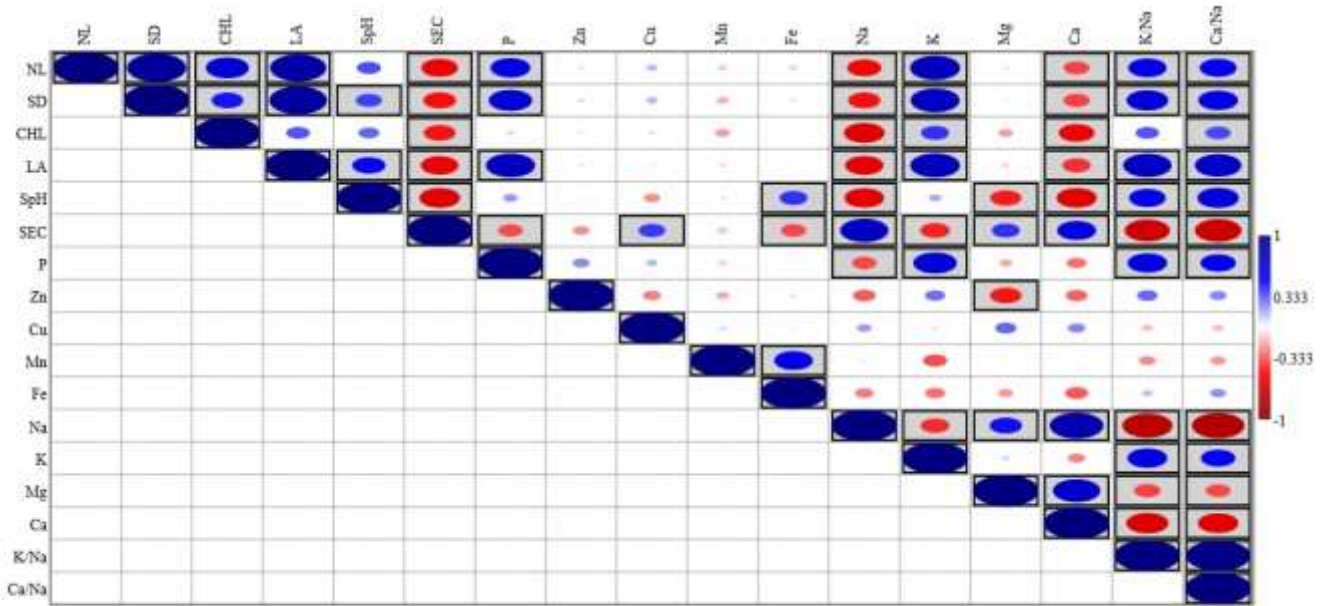 NL SD CHL LA SpH SEC P Zn Cu Mn Fe Na K Mg Ca K/Na Ca/Na
NL
SD
CHL
LA
SpH
SEC
P
Zn
Cu
Mn
Fe
Na
K
Mg
Ca
K/Na
Ca/Na
1
0.333
-0.333
-1